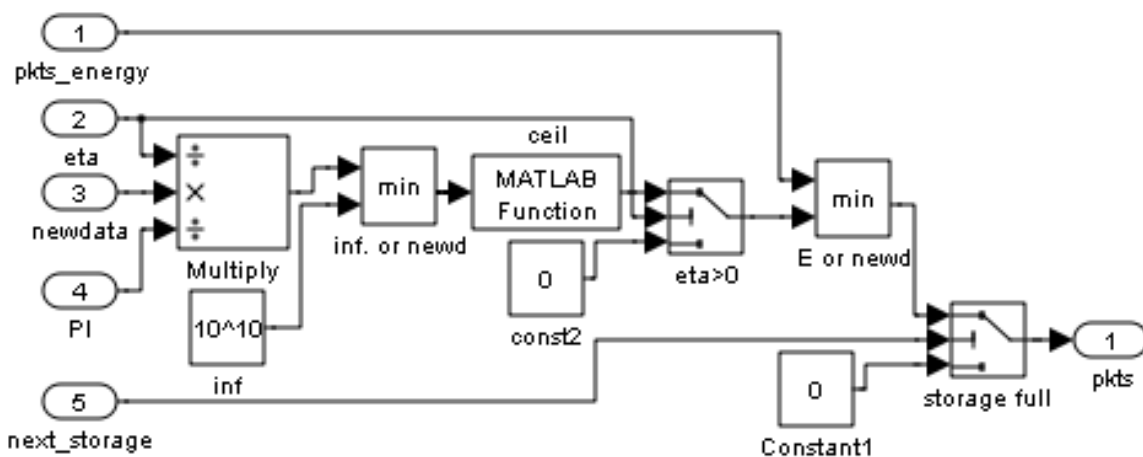 1
pkts_energy
2
eta
3
newdata
4
PI
5
next_storage
÷
×
÷
Multiply
10^10
inf
min
inf. or newd
ceil
MATLAB
Function
0
const2
eta>0
min
E or newd
0
Constant1
storage full
1
pkts